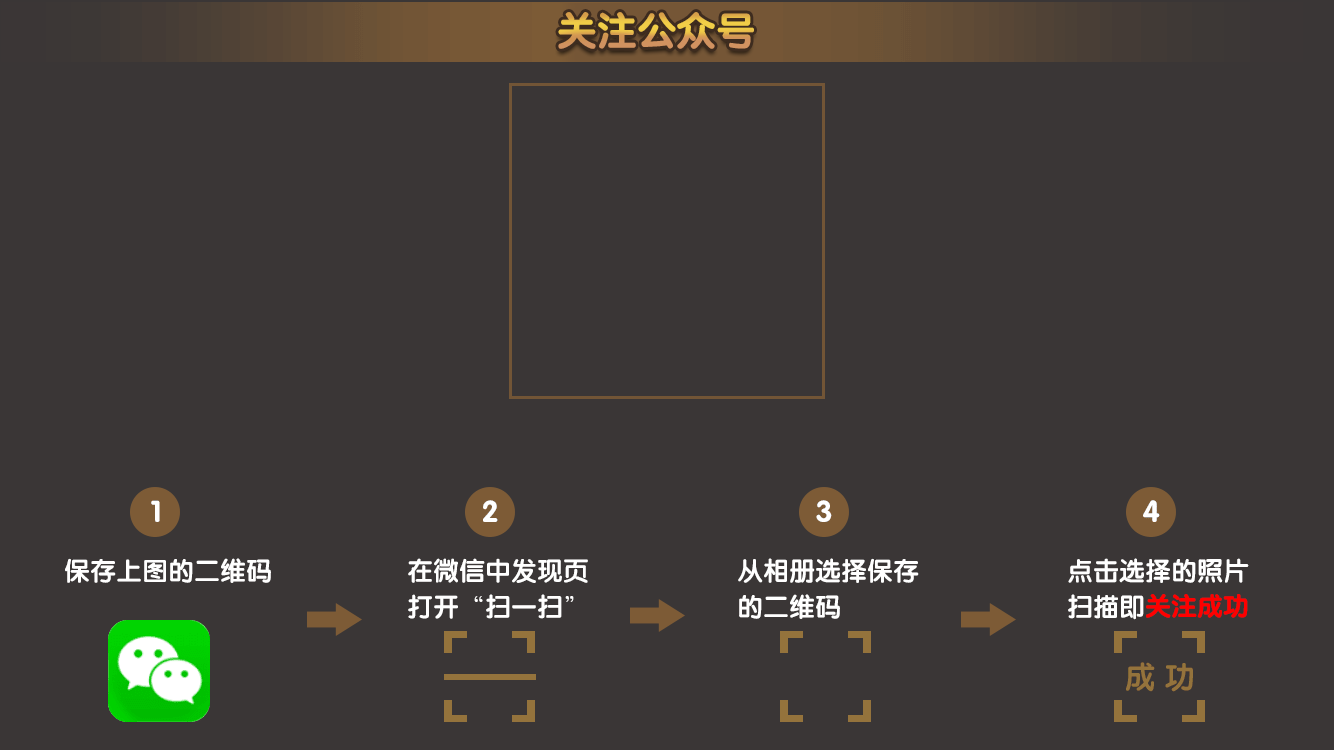 关注公众号
1
保存上图的二维码
2
在微信中发现页
打开“扫一扫”
3
从相册选择保存
的二维码
4
点击选择的照片
扫描即关注成功
成功